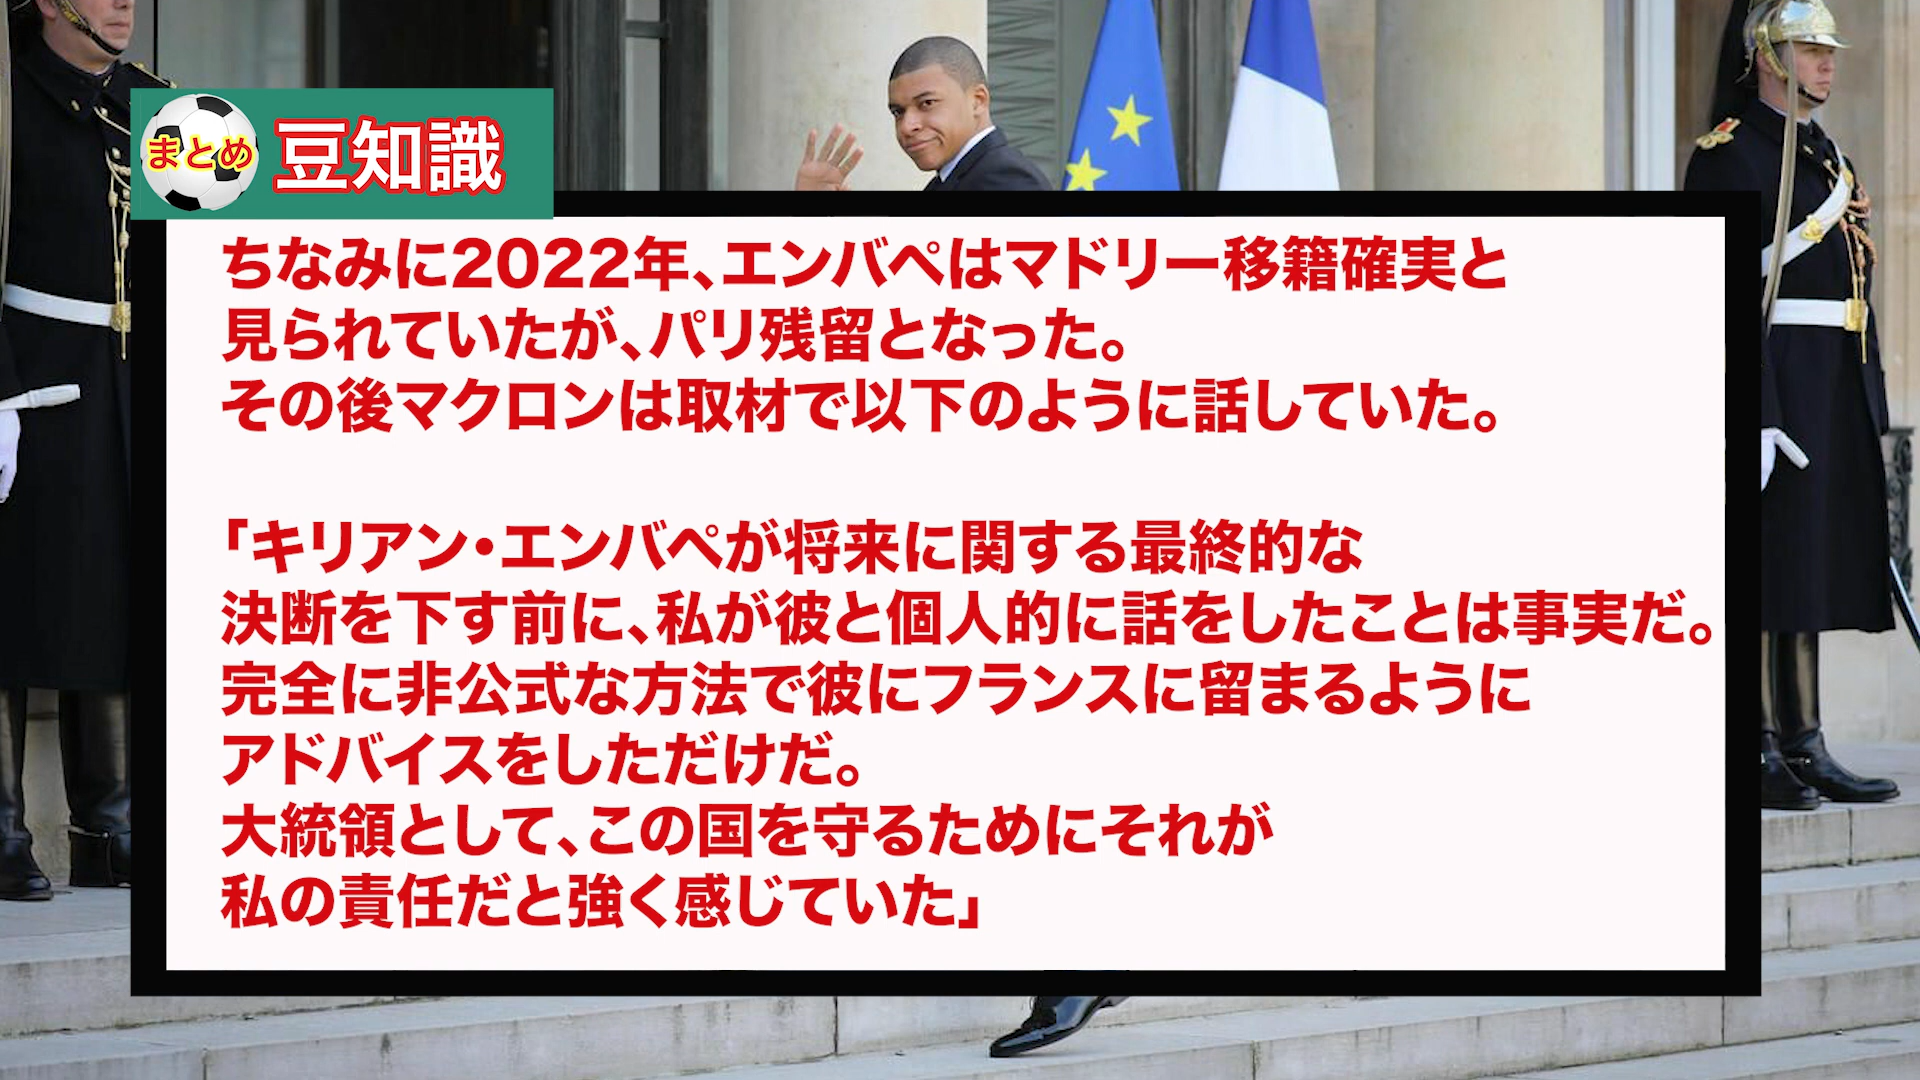 まとめ 豆知識
ちなみに2022年、エンバペはマドリー移籍確実と
見られていたが、パリ残留となった。
その後マクロンは取材で以下のように話していた。
「キリアン・エンバペが将来に関する最終的な
決断を下す前に、私が彼と個人的に話をしたことは事実だ。
完全に非公式な方法で彼にフランスに留まるように
アドバイスをしただけだ。
大統領として、この国を守るためにそれが
私の責任だと強く感じていた」